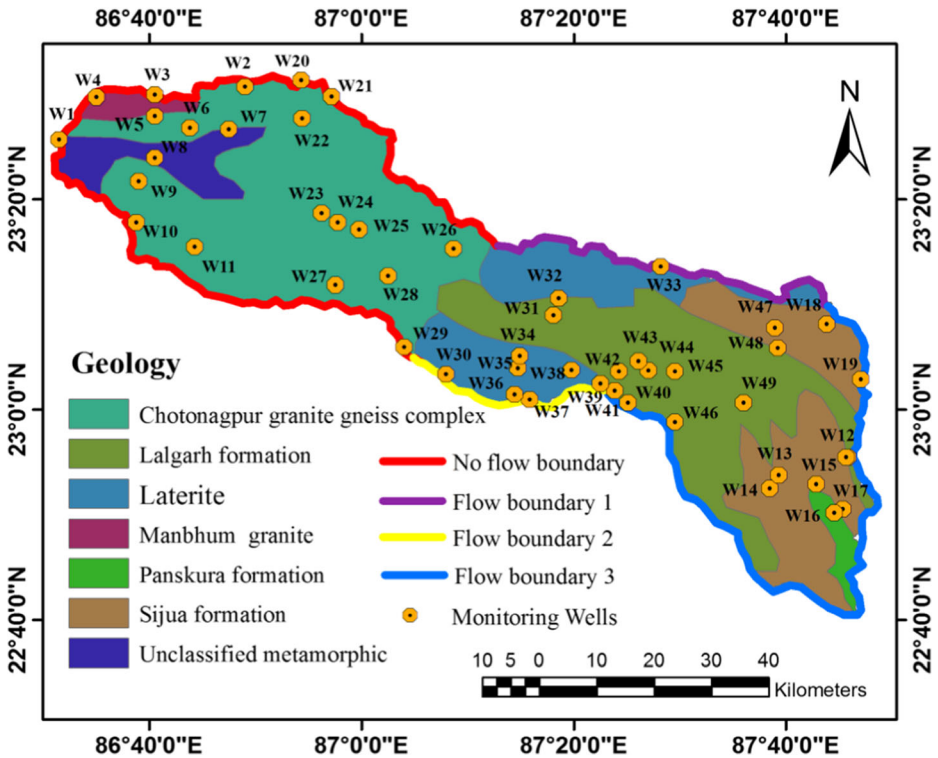 86°40'0"E 87°0'0"E 87°20'0"E 87°40'0"E
N
W20
W2
W3
W4
W21
W1
W6
W7
W5
W22
W8
23°20'0"N
23°20'0"N
W9
W23
W24
W10
W25
W26
W11
W27
W28
W32
W33
W31
W47
W18
W29
W34
W43
W44
W48
W30
W35
W38
W42
W45
W19
W36
W39
W40
W49
W37
W41
W46
23°0'0"N
23°0'0"N
W12
W13
W15
W14
W17
W16
Geology
Chotonagpur granite gneiss complex
Lalgarh formation
Laterite
Manbhum granite
Panskura formation
Sijua formation
Unclassified metamorphic
No flow boundary
Flow boundary 1
Flow boundary 2
Flow boundary 3
Monitoring Wells
22°40'0"N
22°40'0"N
10 5 0 10 20 30 40
Kilometers
86°40'0"E 87°0'0"E 87°20'0"E 87°40'0"E